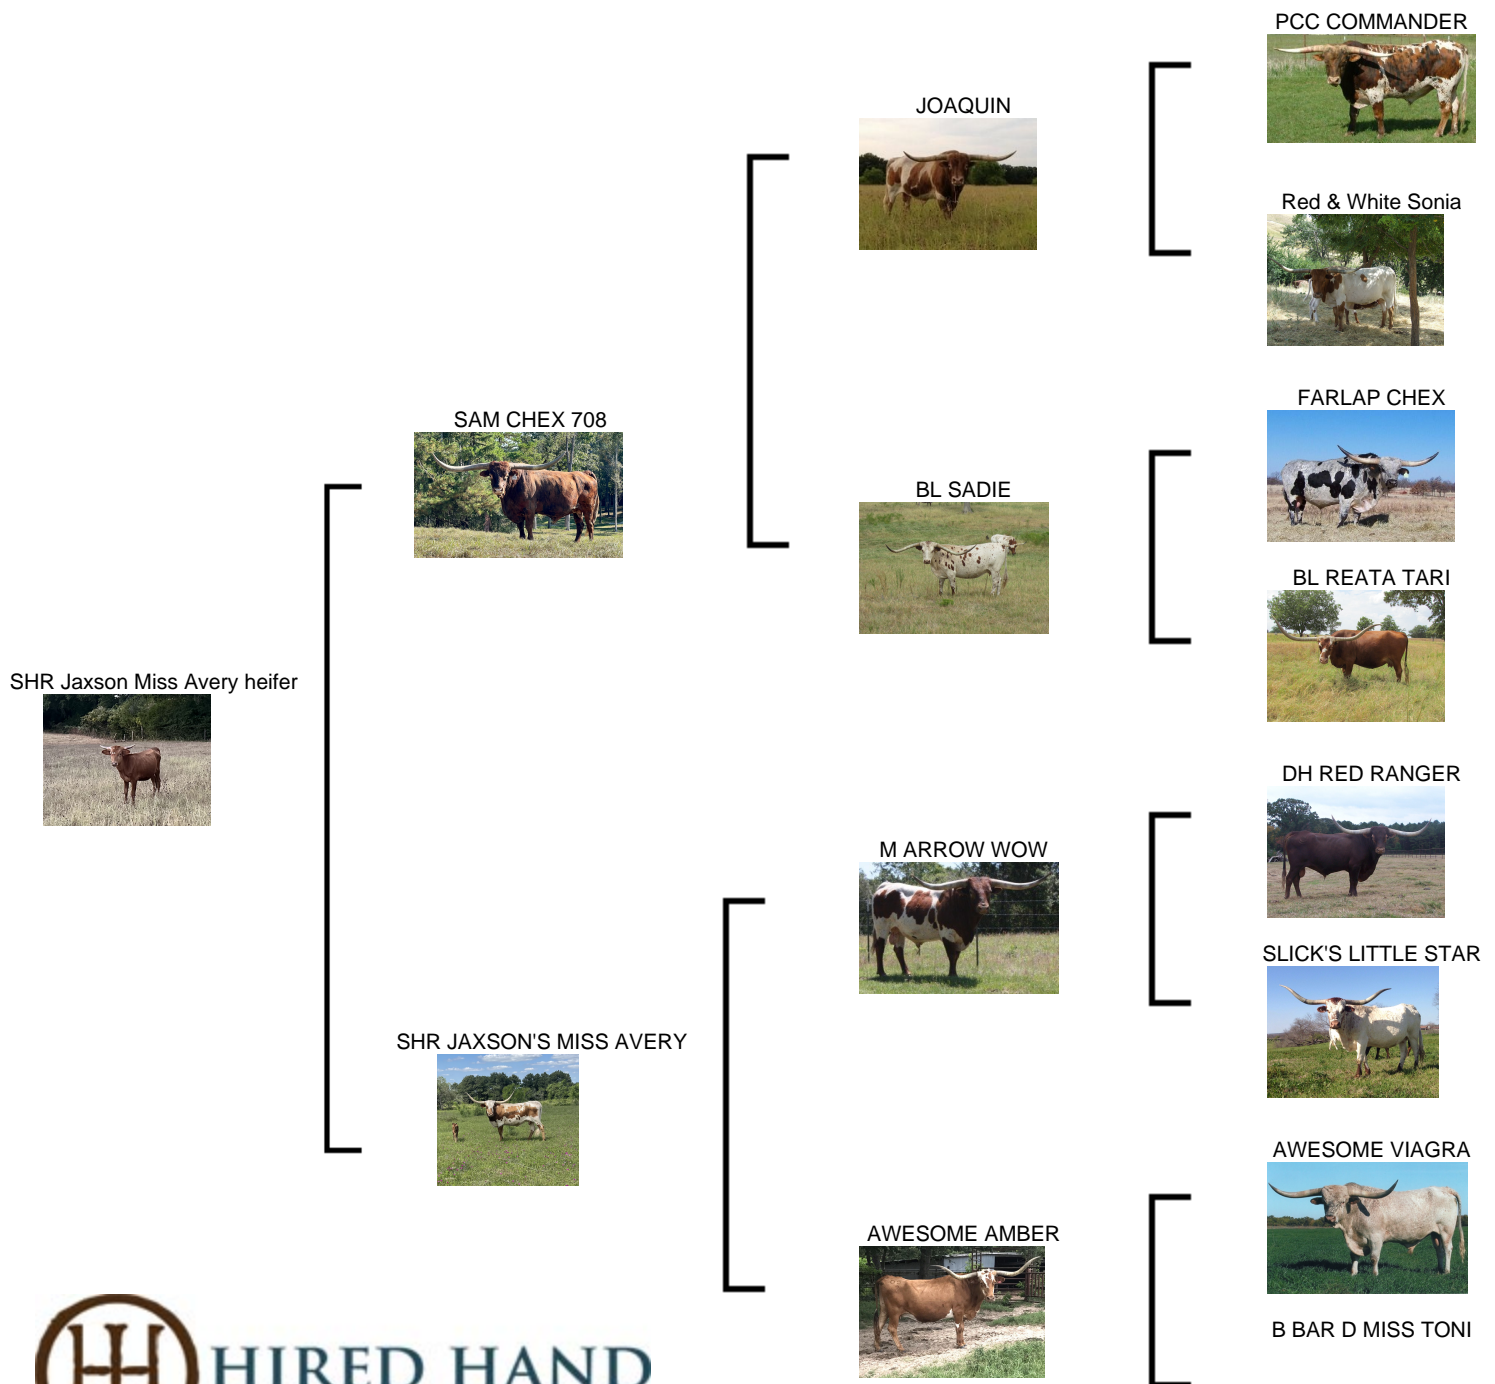 PCC COMMANDER
JOAQUIN
Red & White Sonia
FARLAP CHEX
SAM CHEX 708
BL SADIE
BL REATA TARI
SHR Jaxson Miss Avery heifer
DH RED RANGER
M ARROW WOW
SLICK'S LITTLE STAR
SHR JAXSON'S MISS AVERY
AWESOME VIAGRA
AWESOME AMBER
B BAR D MISS TONI
HIRED HAND